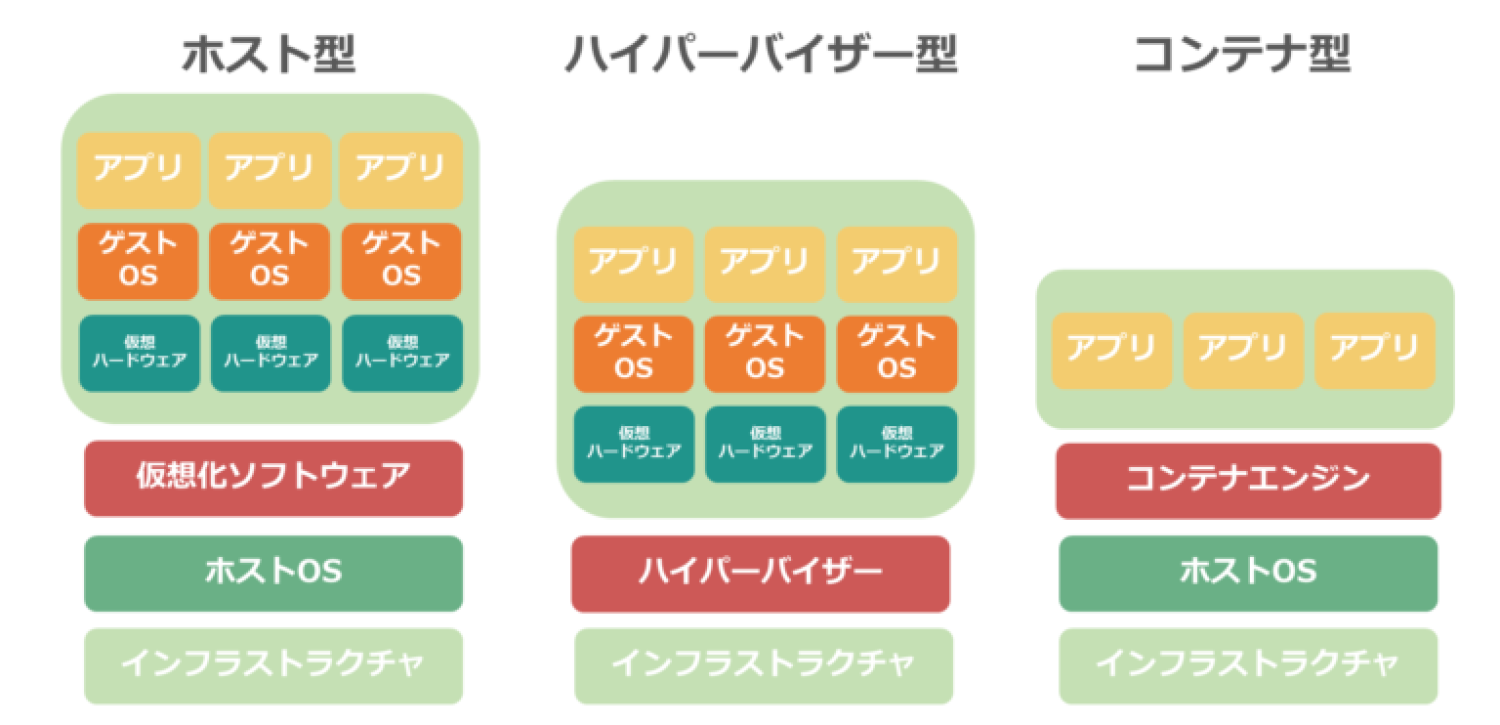 ホスト型
アプリ
アプリ
アプリ
ゲスト
OS
ゲスト
OS
ゲスト
OS
仮想
ハードウェア
仮想
ハードウェア
仮想
ハードウェア
仮想化ソフトウェア
ホストOS
インフラストラクチャ
ハイパーバイザー型
アプリ
アプリ
アプリ
ゲスト
OS
ゲスト
OS
ゲスト
OS
仮想
ハードウェア
仮想
ハードウェア
仮想
ハードウェア
ハイパーバイザー
インフラストラクチャ
コンテナ型
アプリ
アプリ
アプリ
コンテナエンジン
ホストOS
インフラストラクチャ